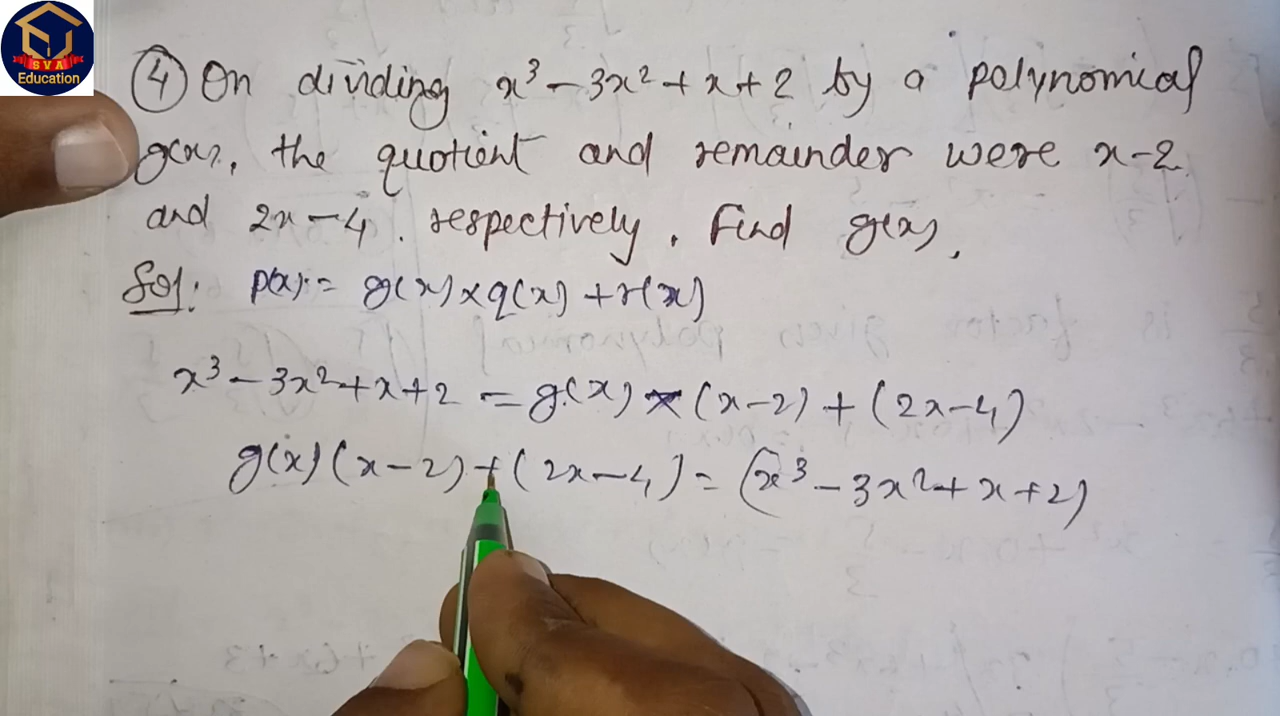 SVA
Education
④ On dividing x³ - 3x² + x + 2 by a polynomial
g(x), the quotient and remainder were x-2
and 2x - 4. respectively. Find g(x).
Sol: p(x) = g(x) × q(x) + r(x)
x³ - 3x² + x + 2 = g(x) × (x-2) + (2x-4)
g(x) (x-2) + (2x-4) = (x³ - 3x² + x + 2)